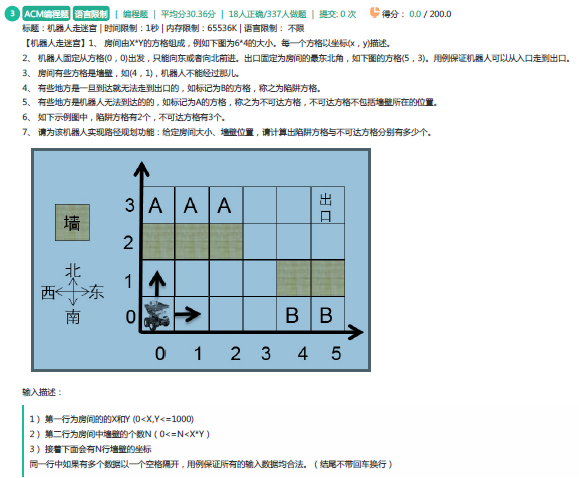 3 ACM编程题 语言限制 | 编程题 | 平均分30.36分 | 18人正确/337人做题 | 提交: 0 次 得分: 0.0 / 200.0
标题：机器人走迷宫 | 时间限制：1秒 | 内存限制：65536K | 语言限制： 不限
【机器人走迷宫】1、 房间由X*Y的方格组成，例如下图为6*4的大小。每一个方格以坐标(x , y)描述。
2、 机器人固定从方格(0 , 0)出发，只能向东或者向北前进。出口固定为房间的最东北角，如下图的方格(5 , 3)。用例保证机器人可以从入口走到出口。
3、 房间有些方格是墙壁，如(4 , 1)，机器人不能经过那儿。
4、 有些地方是一旦到达就无法走到出口的，如标记为B的方格，称之为陷阱方格。
5、 有些地方是机器人无法到达的的，如标记为A的方格，称之为不可达方格，不可达方格不包括墙壁所在的位置。
6、 如下示例图中，陷阱方格有2个，不可达方格有3个。
7、 请为该机器人实现路径规划功能：给定房间大小、墙壁位置，请计算出陷阱方格与不可达方格分别有多少个。
3 A A A 出
口
墙
2
北
1
西 东
南
0 B B
0 1 2 3 4 5
输入描述：
1）第一行为房间的的X和Y (0<X,Y<=1000)
2）第二行为房间中墙壁的个数N（0<=N<X*Y）
3）接着下面会有N行墙壁的坐标
同一行中如果有多个数据以一个空格隔开，用例保证所有的输入数据均合法。（结尾不带回车换行）